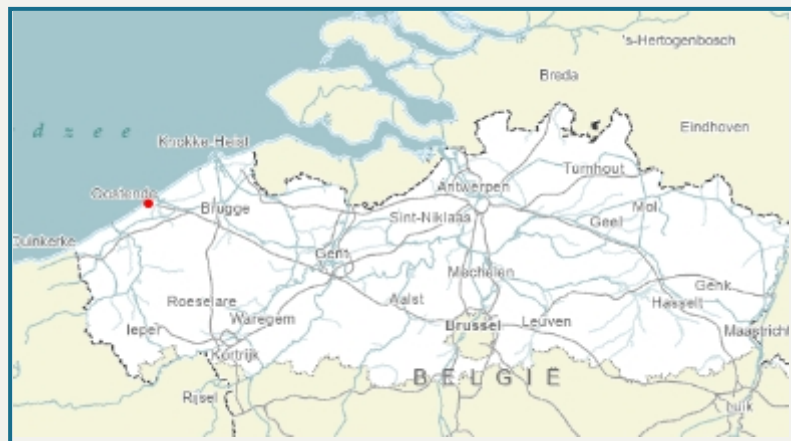 's-Hertogenbosch
Breda
dzee
Eindhoven
Knokke-Heist
Turnhout
Antwerpen
Oostende
Mol
Brugge
Sint-Niklaas
Geel
Duinkerke
Gent
Mechelen
Genk
Roeselare
Aalst
Hasselt
Waregem
Ieper
Brussel
Leuven
Maastricht
Kortrijk
BELGIË
Rijsel
Luik